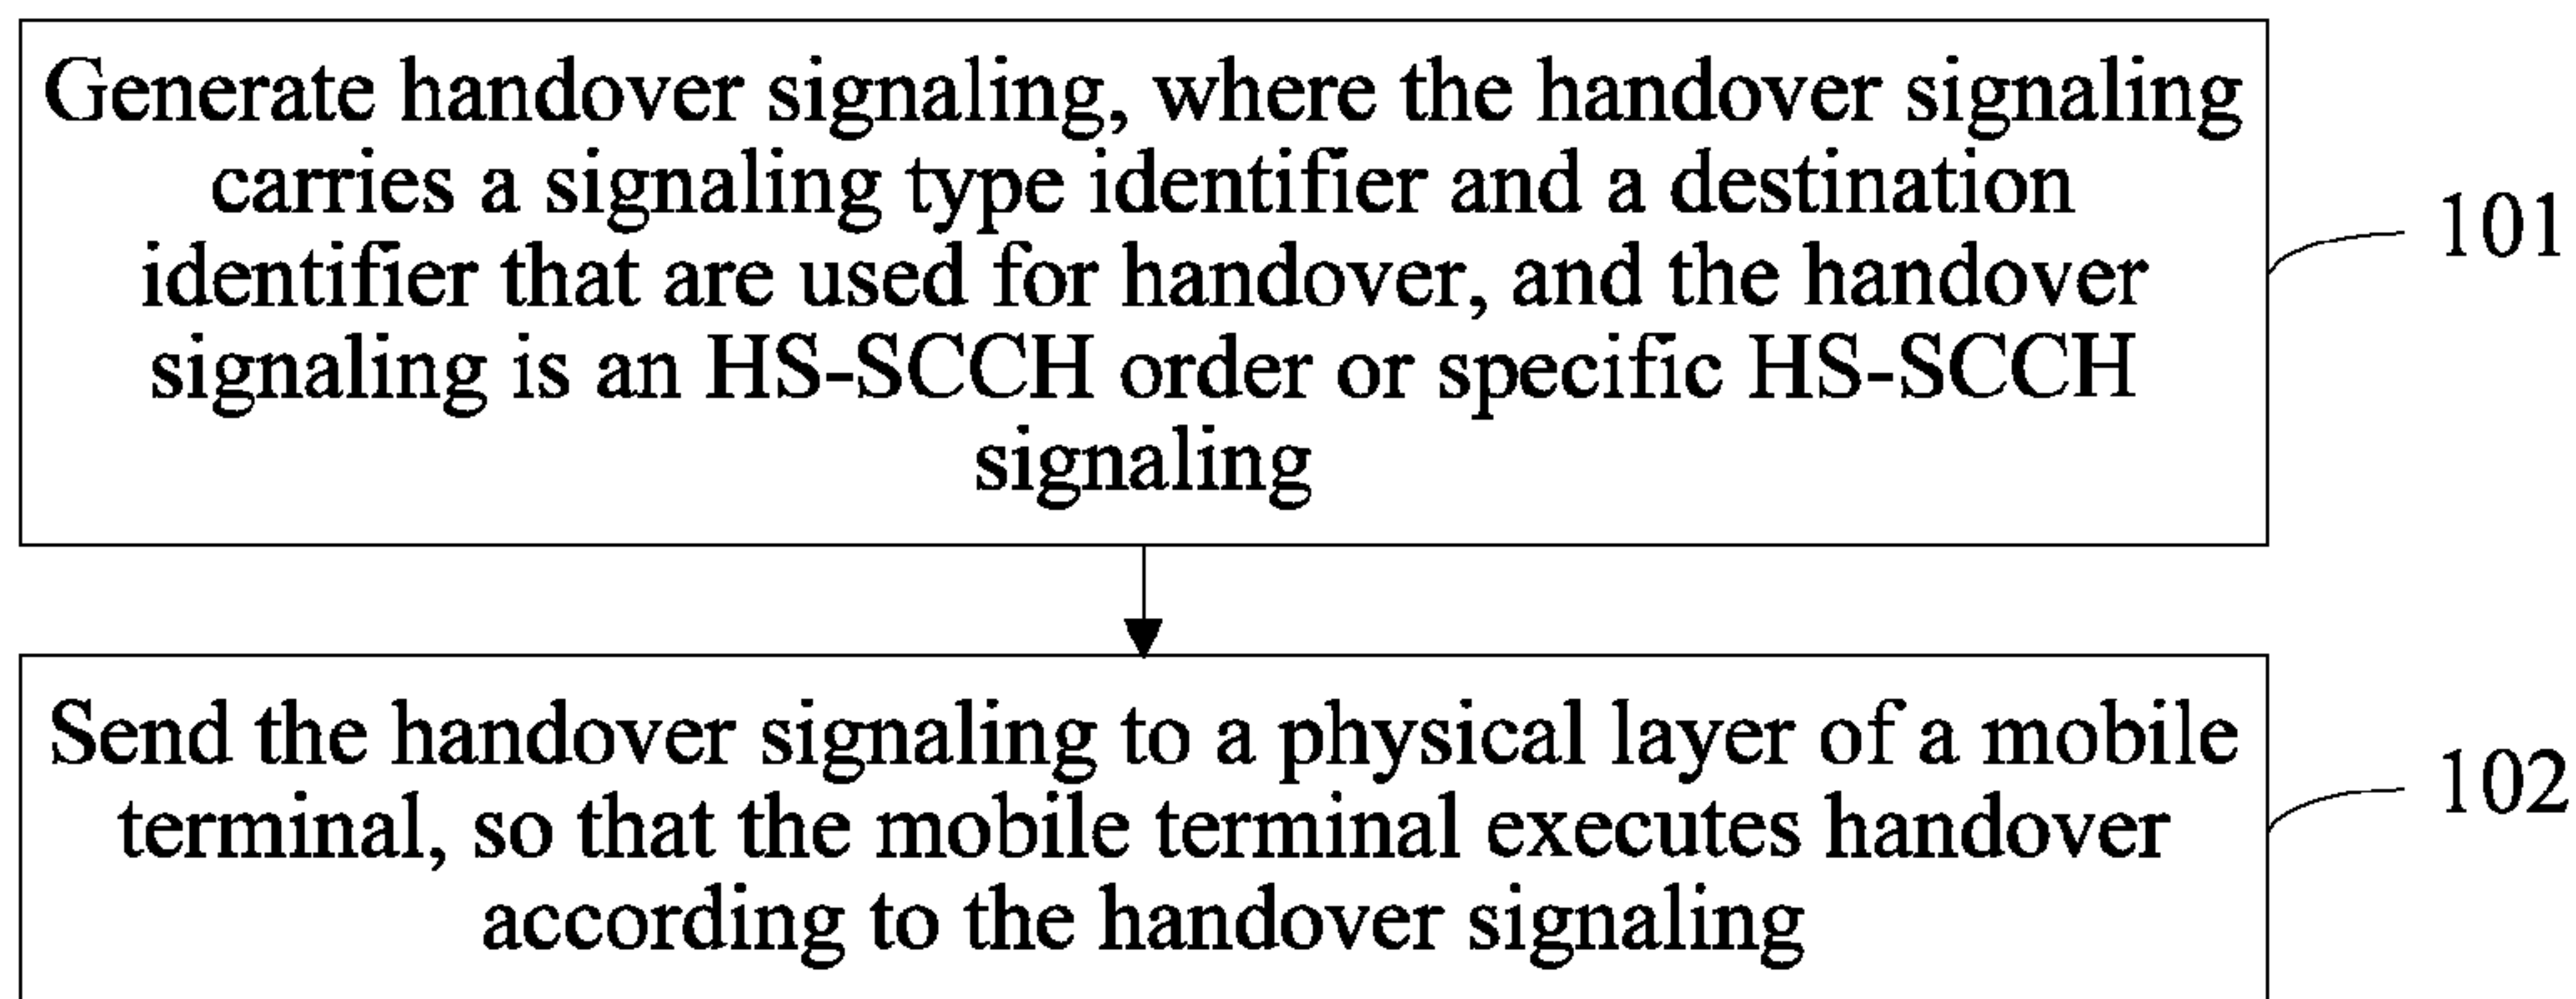 Generate handover signaling, where the handover signaling
carries a signaling type identifier and a destination
identifier that are used for handover, and the handover
signaling is an HS-SCCH order or specific HS-SCCH
signaling
101
Send the handover signaling to a physical layer of a mobile
terminal, so that the mobile terminal executes handover
according to the handover signaling
102